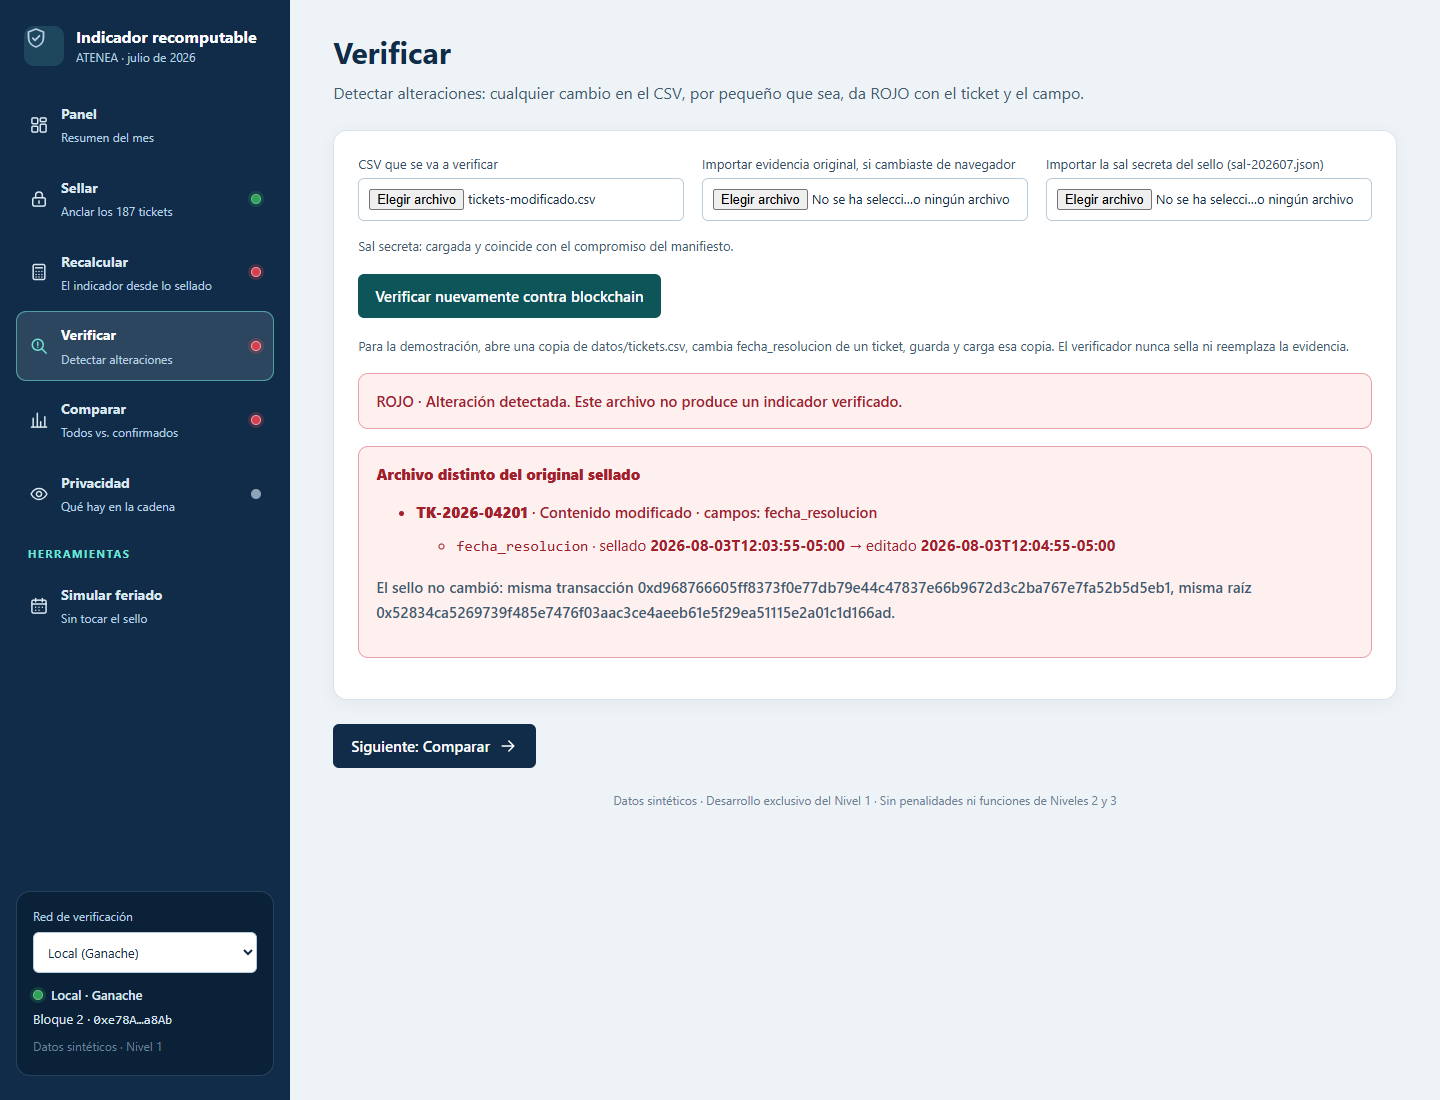 Indicador recomputable
ATENEA · julio de 2026
Panel
Resumen del mes
Sellar
Anclar los 187 tickets
Recalcular
El indicador desde lo sellado
Verificar
Detectar alteraciones
Comparar
Todos vs. confirmados
Privacidad
Qué hay en la cadena
HERRAMIENTAS
Simular feriado
Sin tocar el sello
Red de verificación
Local (Ganache)
Local · Ganache
Bloque 2 · 0xe78A…a8Ab
Datos sintéticos · Nivel 1
Verificar
Detectar alteraciones: cualquier cambio en el CSV, por pequeño que sea, da ROJO con el ticket y el campo.
CSV que se va a verificar
Elegir archivo tickets-modificado.csv
Importar evidencia original, si cambiaste de navegador
Elegir archivo No se ha selecci...o ningún archivo
Importar la sal secreta del sello (sal-202607.json)
Elegir archivo No se ha selecci...o ningún archivo
Sal secreta: cargada y coincide con el compromiso del manifiesto.
Verificar nuevamente contra blockchain
Para la demostración, abre una copia de datos/tickets.csv, cambia fecha_resolucion de un ticket, guarda y carga esa copia. El verificador nunca sella ni reemplaza la evidencia.
ROJO · Alteración detectada. Este archivo no produce un indicador verificado.
Archivo distinto del original sellado
TK-2026-04201 · Contenido modificado · campos: fecha_resolucion
fecha_resolucion · sellado 2026-08-03T12:03:55-05:00 → editado 2026-08-03T12:04:55-05:00
El sello no cambió: misma transacción 0xd968766605ff8373f0e77db79e44c47837e66b9672d3c2ba767e7fa52b5d5eb1, misma raíz
0x52834ca5269739f485e7476f03aac3ce4aeeb61e5f29ea51115e2a01c1d166ad.
Siguiente: Comparar →
Datos sintéticos · Desarrollo exclusivo del Nivel 1 · Sin penalidades ni funciones de Niveles 2 y 3